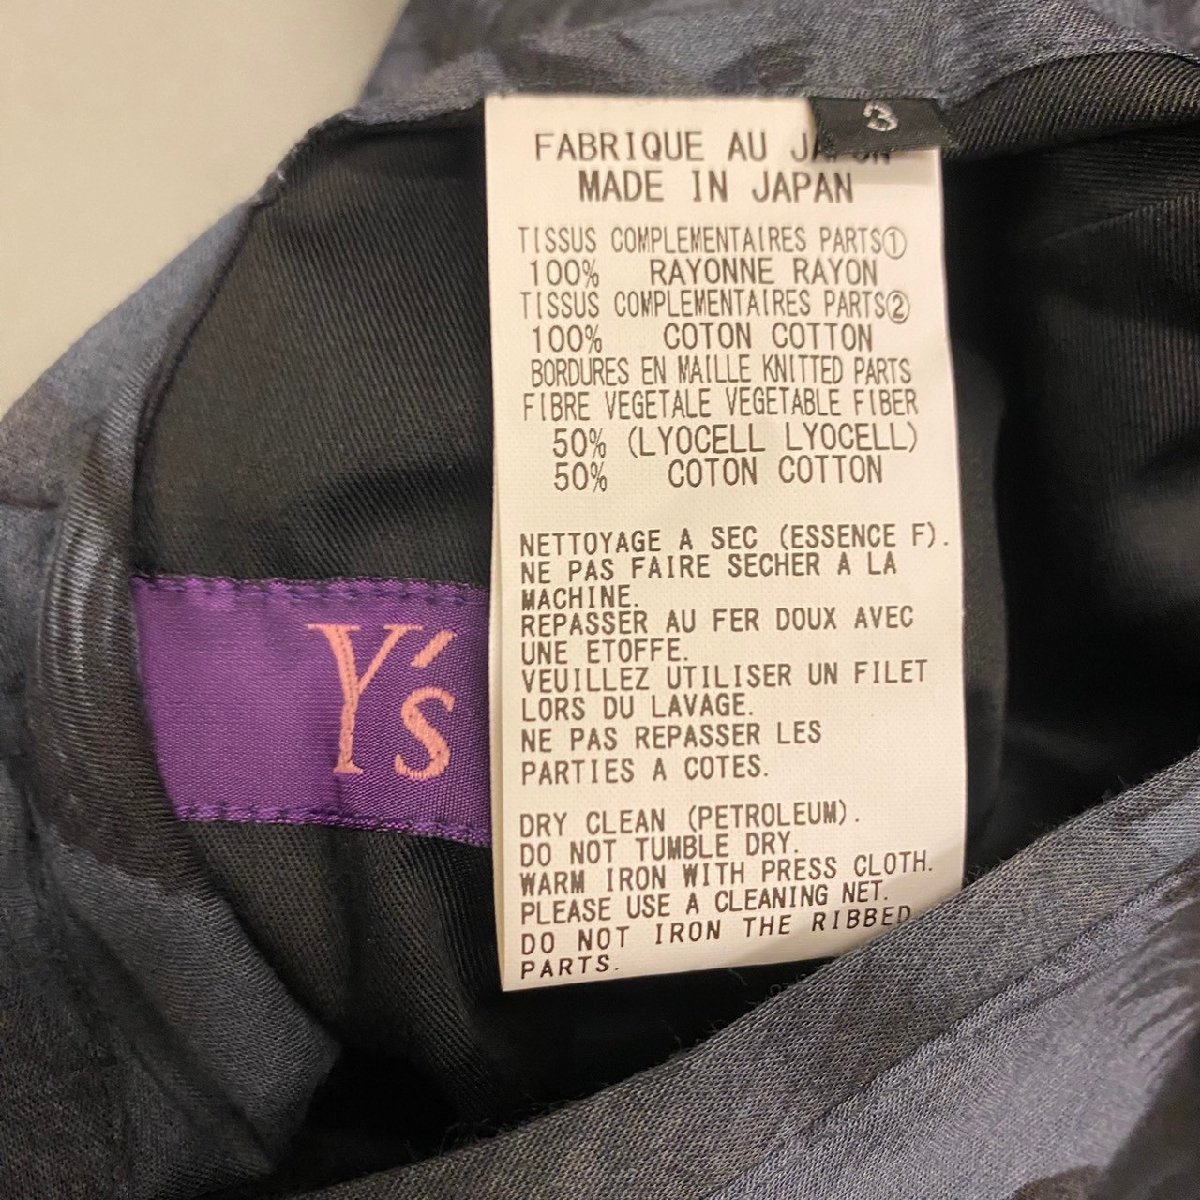 3
FABRIQUE AU JAPON
MADE IN JAPAN
TISSUS COMPLEMENTAIRES PARTS①
100% RAYONNE RAYON
TISSUS COMPLEMENTAIRES PARTS②
100% COTON COTTON
BORDURES EN MAILLE KNITTED PARTS
FIBRE VEGETALE VEGETABLE FIBER
50% (LYOCELL LYOCELL)
50% COTON COTTON
NETTOYAGE A SEC (ESSENCE F).
NE PAS FAIRE SECHER A LA
MACHINE.
REPASSER AU FER DOUX AVEC
UNE ETOFFE.
VEUILLEZ UTILISER UN FILET
LORS DU LAVAGE.
NE PAS REPASSER LES
PARTIES A COTES.
DRY CLEAN (PETROLEUM).
DO NOT TUMBLE DRY.
WARM IRON WITH PRESS CLOTH.
PLEASE USE A CLEANING NET.
DO NOT IRON THE RIBBED
PARTS.
Y's